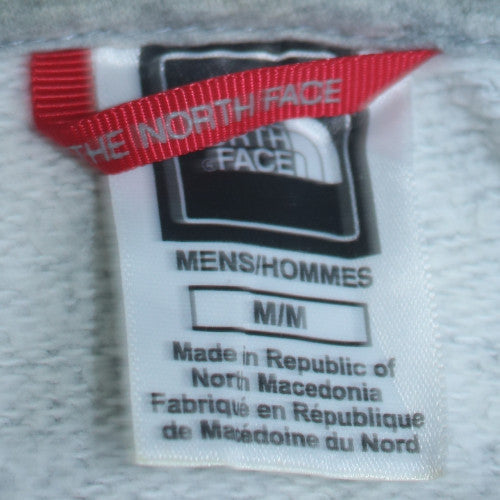 THE NORTH FACE
RTH
FACE
MENS/HOMMES
M/M
Made in Republic of
North Macedonia
Fabriqué en République
de Macédoine du Nord